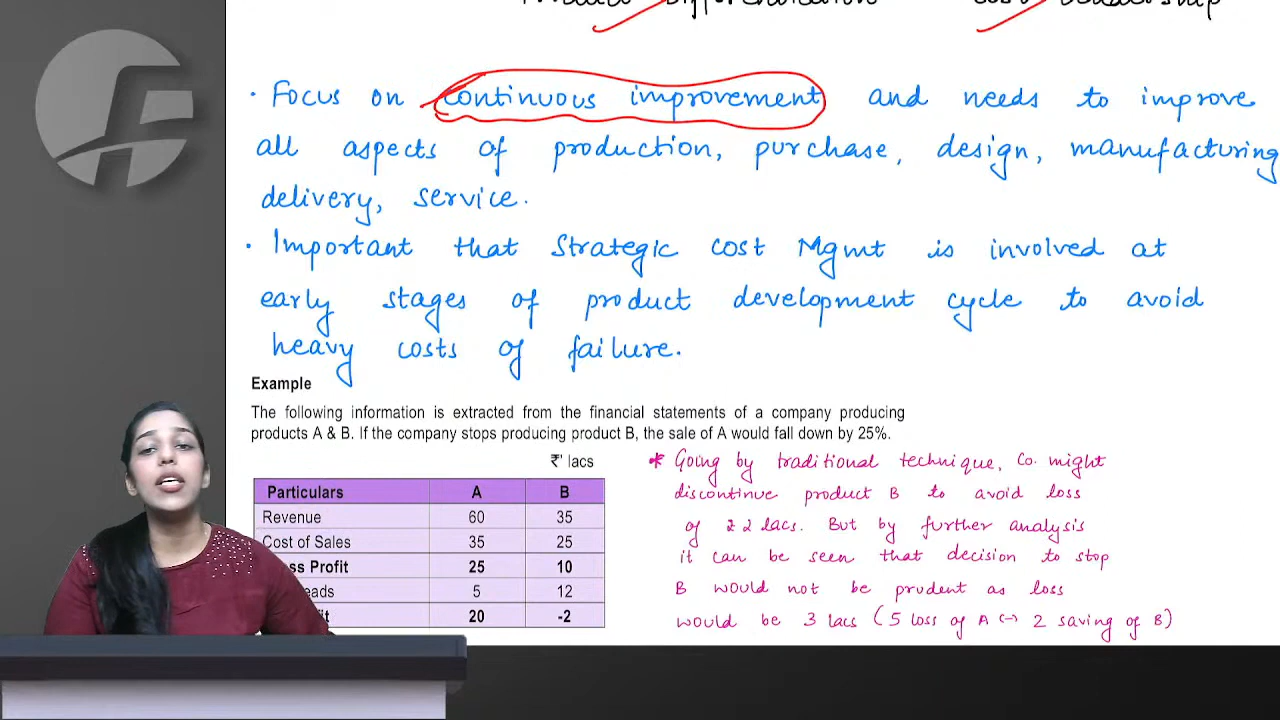 · Focus on continuous improvement and needs to improve
all aspects of production, purchase, design, manufacturing
delivery, service.
· Important that Strategic cost Mgmt is involved at
early stages of product development cycle to avoid
heavy costs of failure.
Example
The following information is extracted from the financial statements of a company producing
products A & B. If the company stops producing product B, the sale of A would fall down by 25%.
₹' lacs
Particulars A B
Revenue 60 35
Cost of Sales 35 25
ss Profit 25 10
eads 5 12
fit 20 -2
* Going by traditional technique, Co. might
discontinue product B to avoid loss
of ₹ 2 lacs. But by further analysis
it can be seen that decision to stop
B would not be prudent as loss
would be 3 lacs (5 loss of A (-) 2 saving of B)